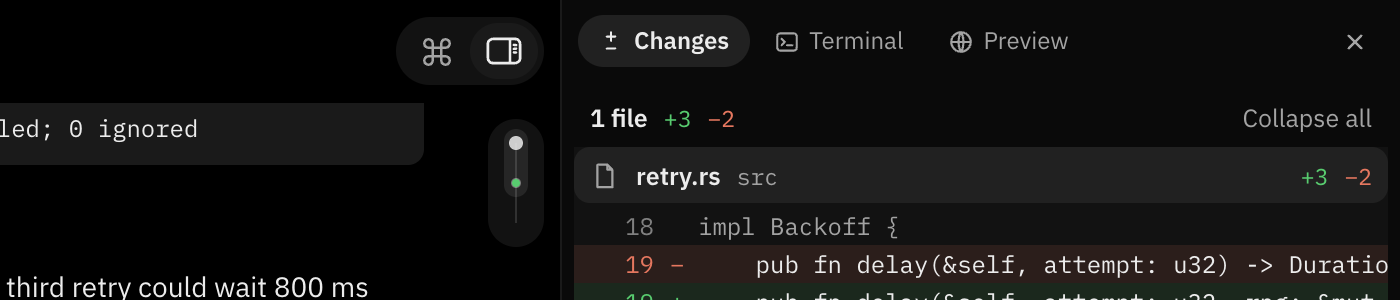 Changes
Terminal
Preview
led; 0 ignored
third retry could wait 800 ms
1 file +3 −2
Collapse all
retry.rs src +3 −2
18 impl Backoff {
19 − pub fn delay(&self, attempt: u32) -> Duratio